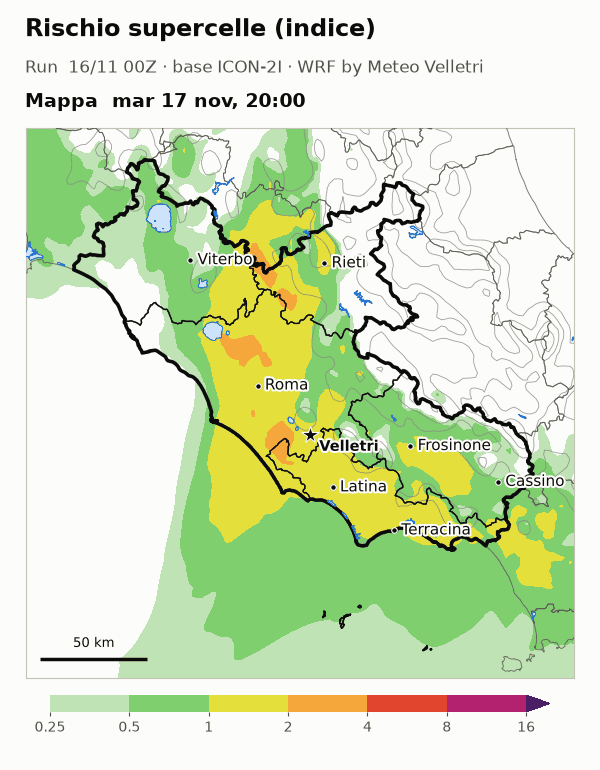 Rischio supercelle (indice)
Run  16/11 00Z · base ICON-2I · WRF by Meteo Velletri
Mappa  mar 17 nov, 20:00
Viterbo
Rieti
Roma
Velletri
Frosinone
Cassino
Latina
Terracina
50 km
0.25 0.5 1 2 4 8 16